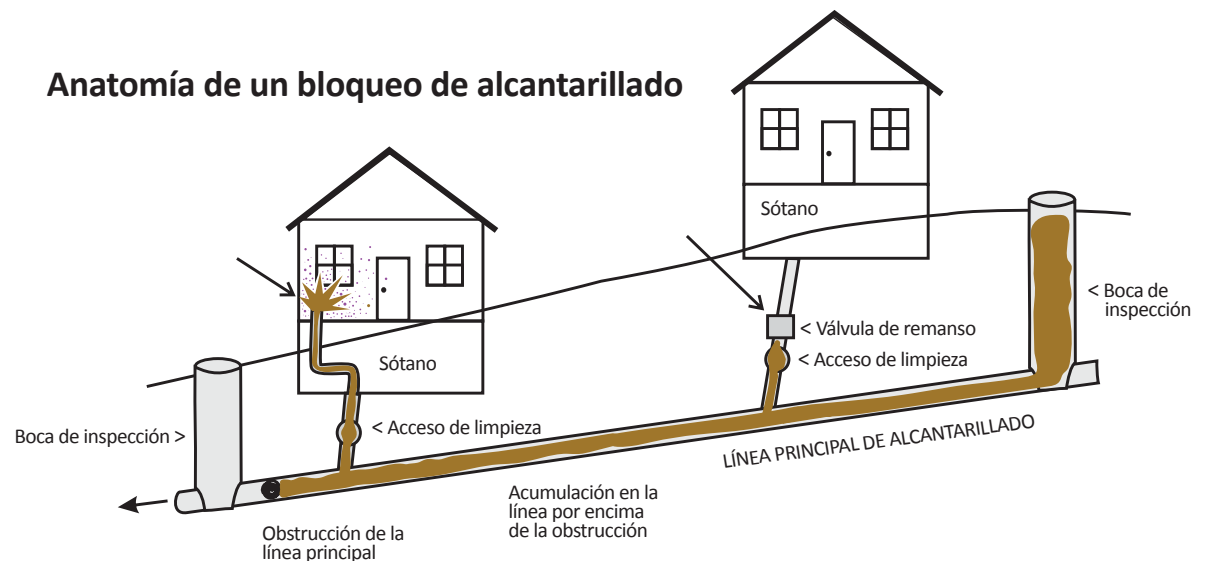 Anatomía de un bloqueo de alcantarillado
Sótano
< Boca de
inspección
< Válvula de remanso
< Acceso de limpieza
Sótano
< Acceso de limpieza
Boca de inspección >
LÍNEA PRINCIPAL DE ALCANTARILLADO
Acumulación en la
línea por encima
de la obstrucción
Obstrucción de la
línea principal